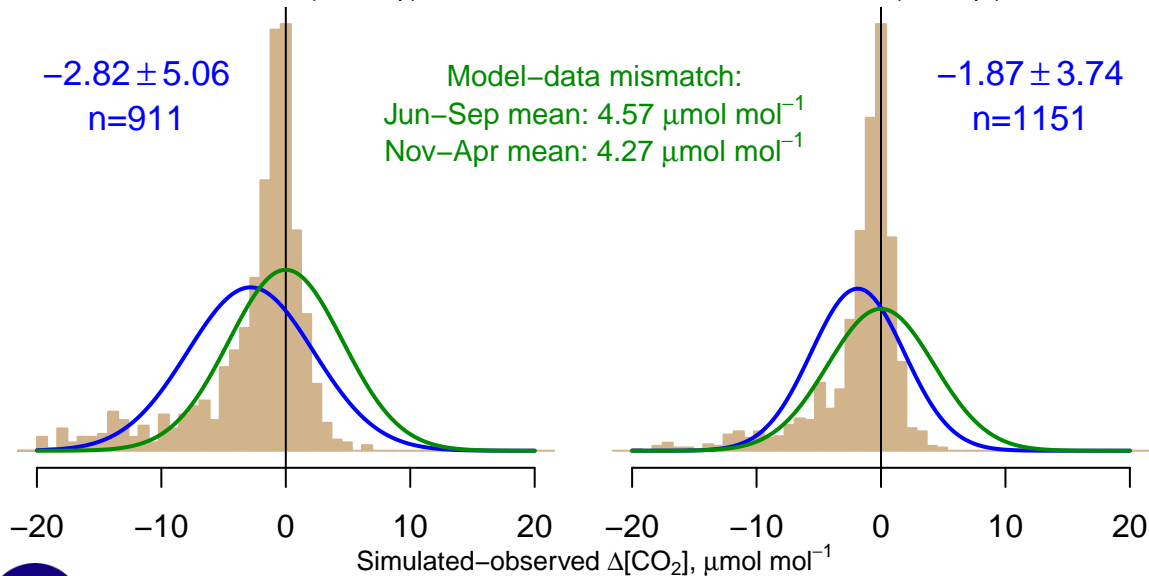 −2.82 ± 5.06
n=911
Model−data mismatch:
Jun−Sep mean: 4.57 μmol mol⁻¹
Nov−Apr mean: 4.27 μmol mol⁻¹
−1.87 ± 3.74
n=1151
−20 −10 0 10 20
−20 −10 0 10 20
Simulated−observed Δ[CO₂], μmol mol⁻¹